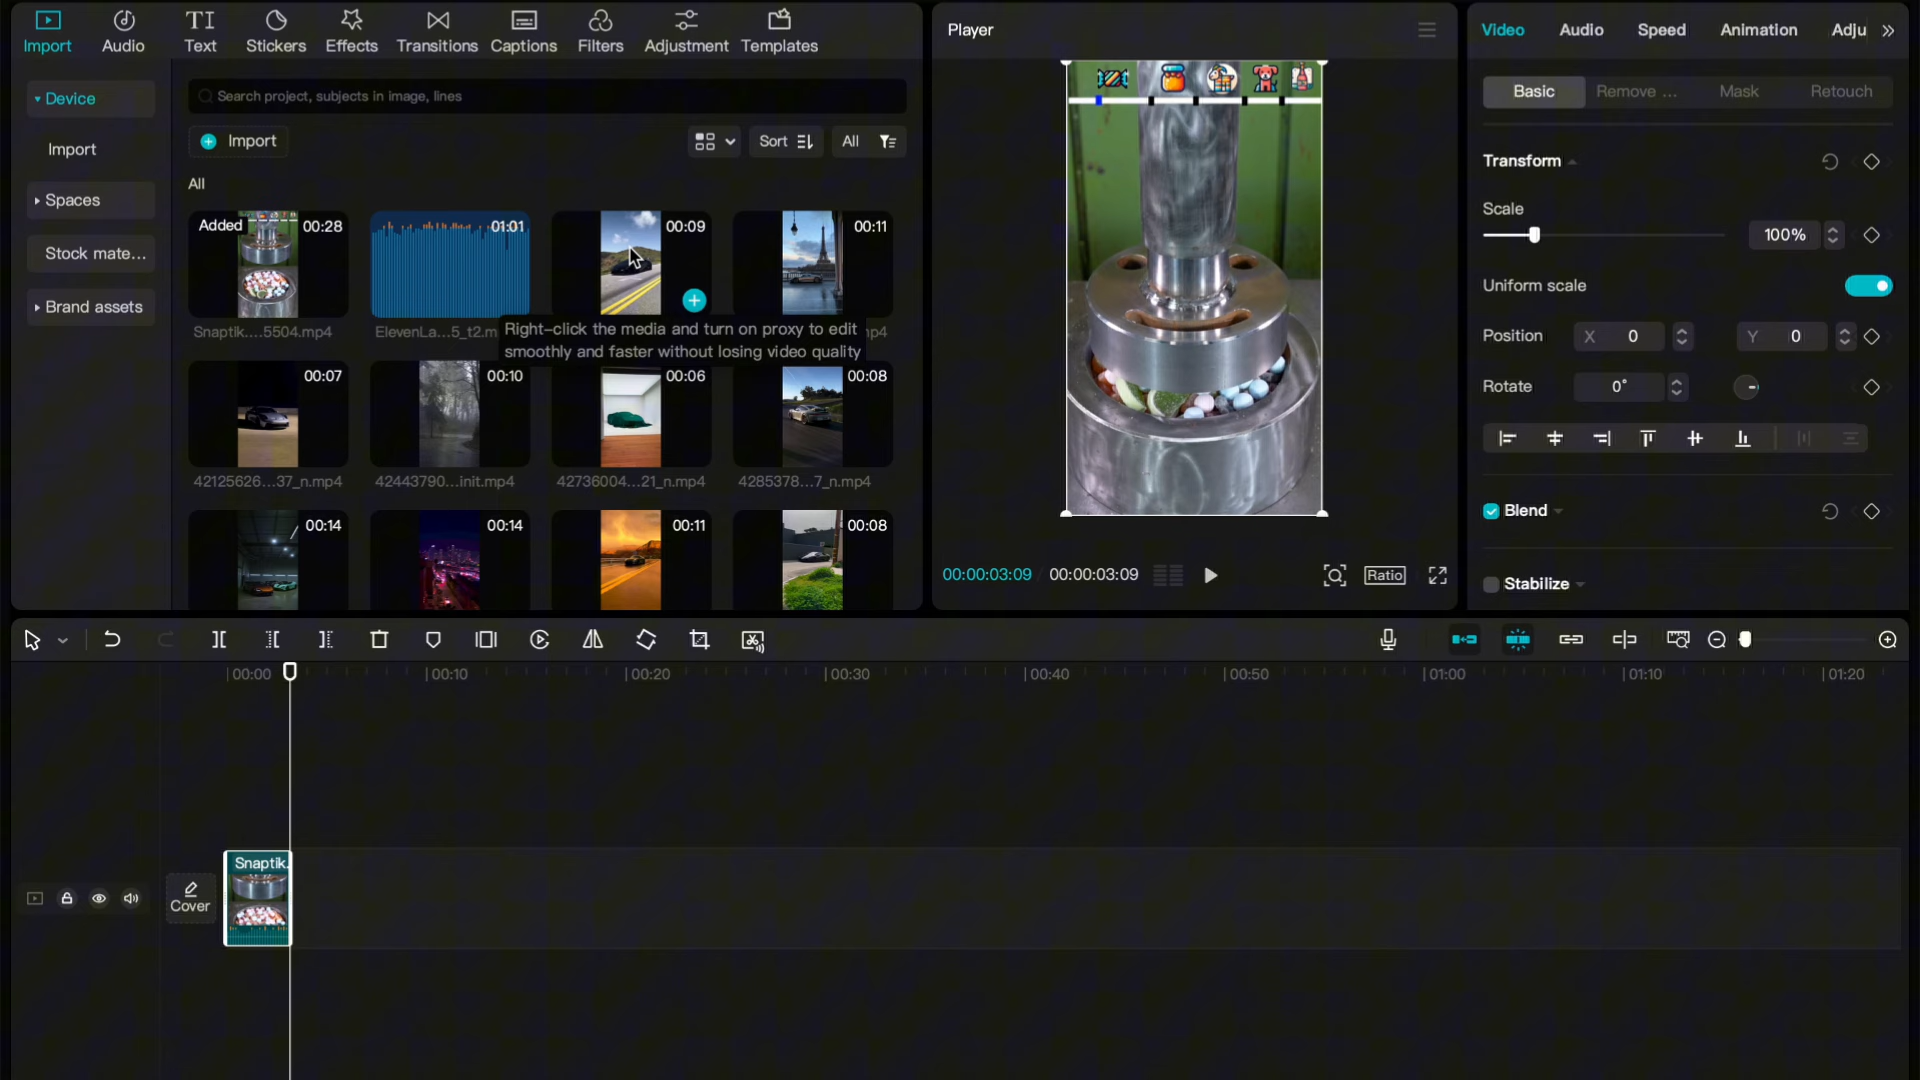 Import
Audio
Text
Stickers
Effects
Transitions
Captions
Filters
Adjustment
Templates
Device
Import
Spaces
Stock mate...
Brand assets
Search project, subjects in image, lines
Import
Sort
All
All
Added
00:28
01:01
00:09
00:11
Snaptik....5504.mp4
ElevenLa...5_t2.m
Right-click the media and turn on proxy to edit
smoothly and faster without losing video quality
00:07
00:10
00:06
00:08
42125626...37_n.mp4
42443790...init.mp4
42736004...21_n.mp4
4285378...7_n.mp4
00:14
00:14
00:11
00:08
Player
00:00:03:09
00:00:03:09
Ratio
Video
Audio
Speed
Animation
Adju
Basic
Remove ...
Mask
Retouch
Transform
Scale
100%
Uniform scale
Position
X 0
Y 0
Rotate
0°
Blend
Stabilize
00:00
00:10
00:20
00:30
00:40
00:50
01:00
01:10
01:20
Snaptik.
Cover